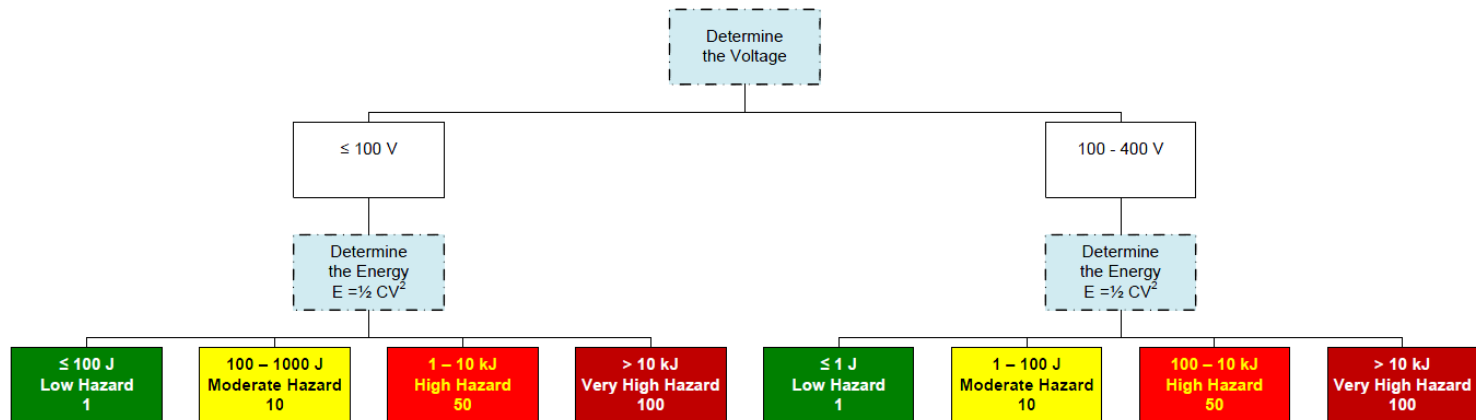 Determine
the Voltage
≤ 100 V
100 - 400 V
Determine
the Energy
E =½ CV²
Determine
the Energy
E =½ CV²
≤ 100 J
Low Hazard
1
100 – 1000 J
Moderate Hazard
10
1 – 10 kJ
High Hazard
50
> 10 kJ
Very High Hazard
100
≤ 1 J
Low Hazard
1
1 – 100 J
Moderate Hazard
10
100 – 10 kJ
High Hazard
50
> 10 kJ
Very High Hazard
100